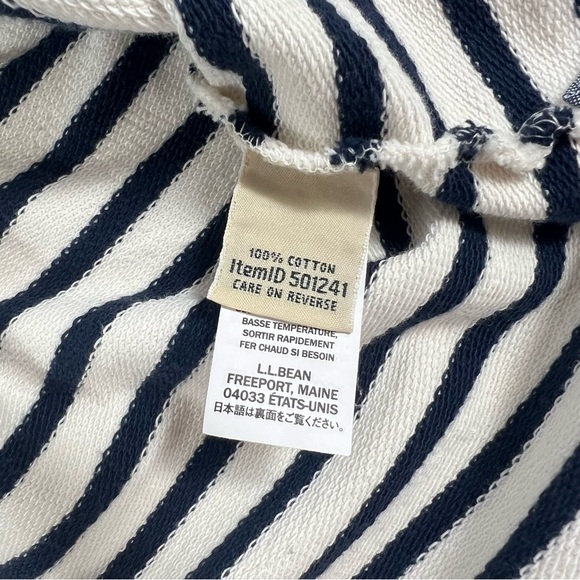 100% COTTON
ItemID 501241
CARE ON REVERSE
BASSE TEMPÉRATURE,
SORTIR RAPIDEMENT
FER CHAUD SI BESOIN
L.L.BEAN
FREEPORT, MAINE
04033 ÉTATS-UNIS
日本語は裏面をご覧ください。